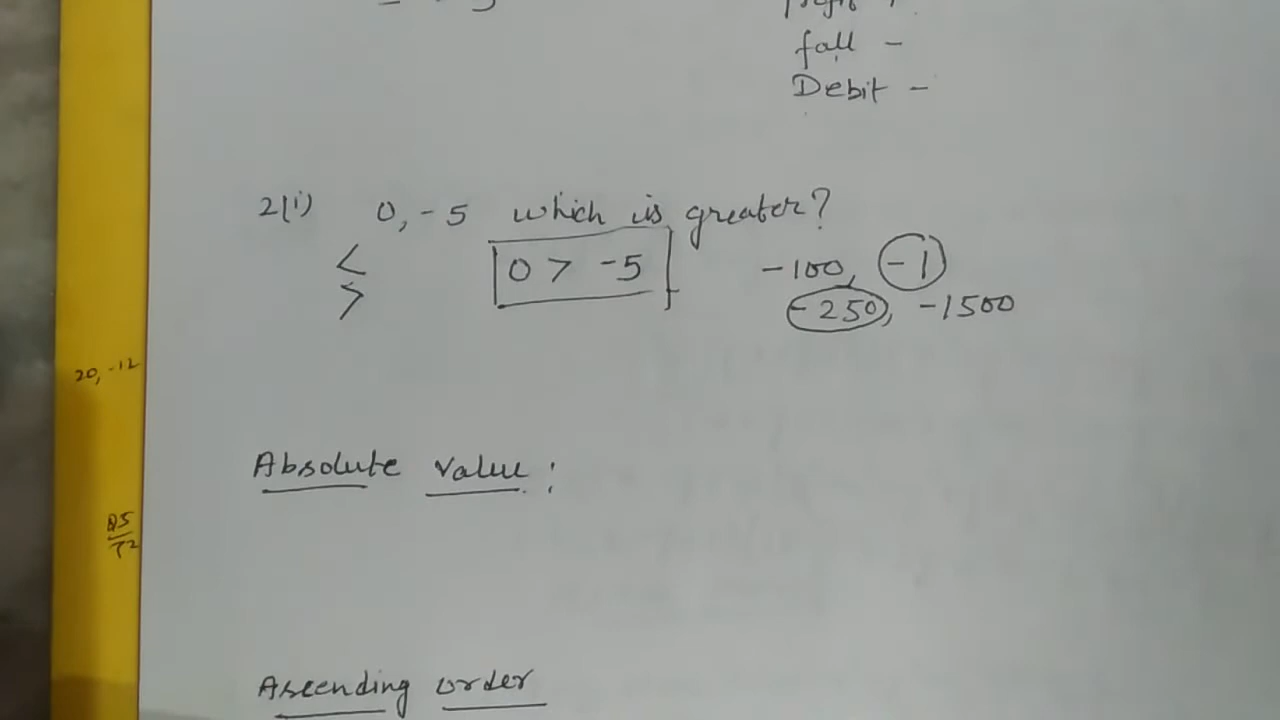 fall -
Debit -
2(i) 0, -5 which is greater?
< 0 > -5 -100, -1
> -250, -1500
20, -12
Absolute value :
Ascending order